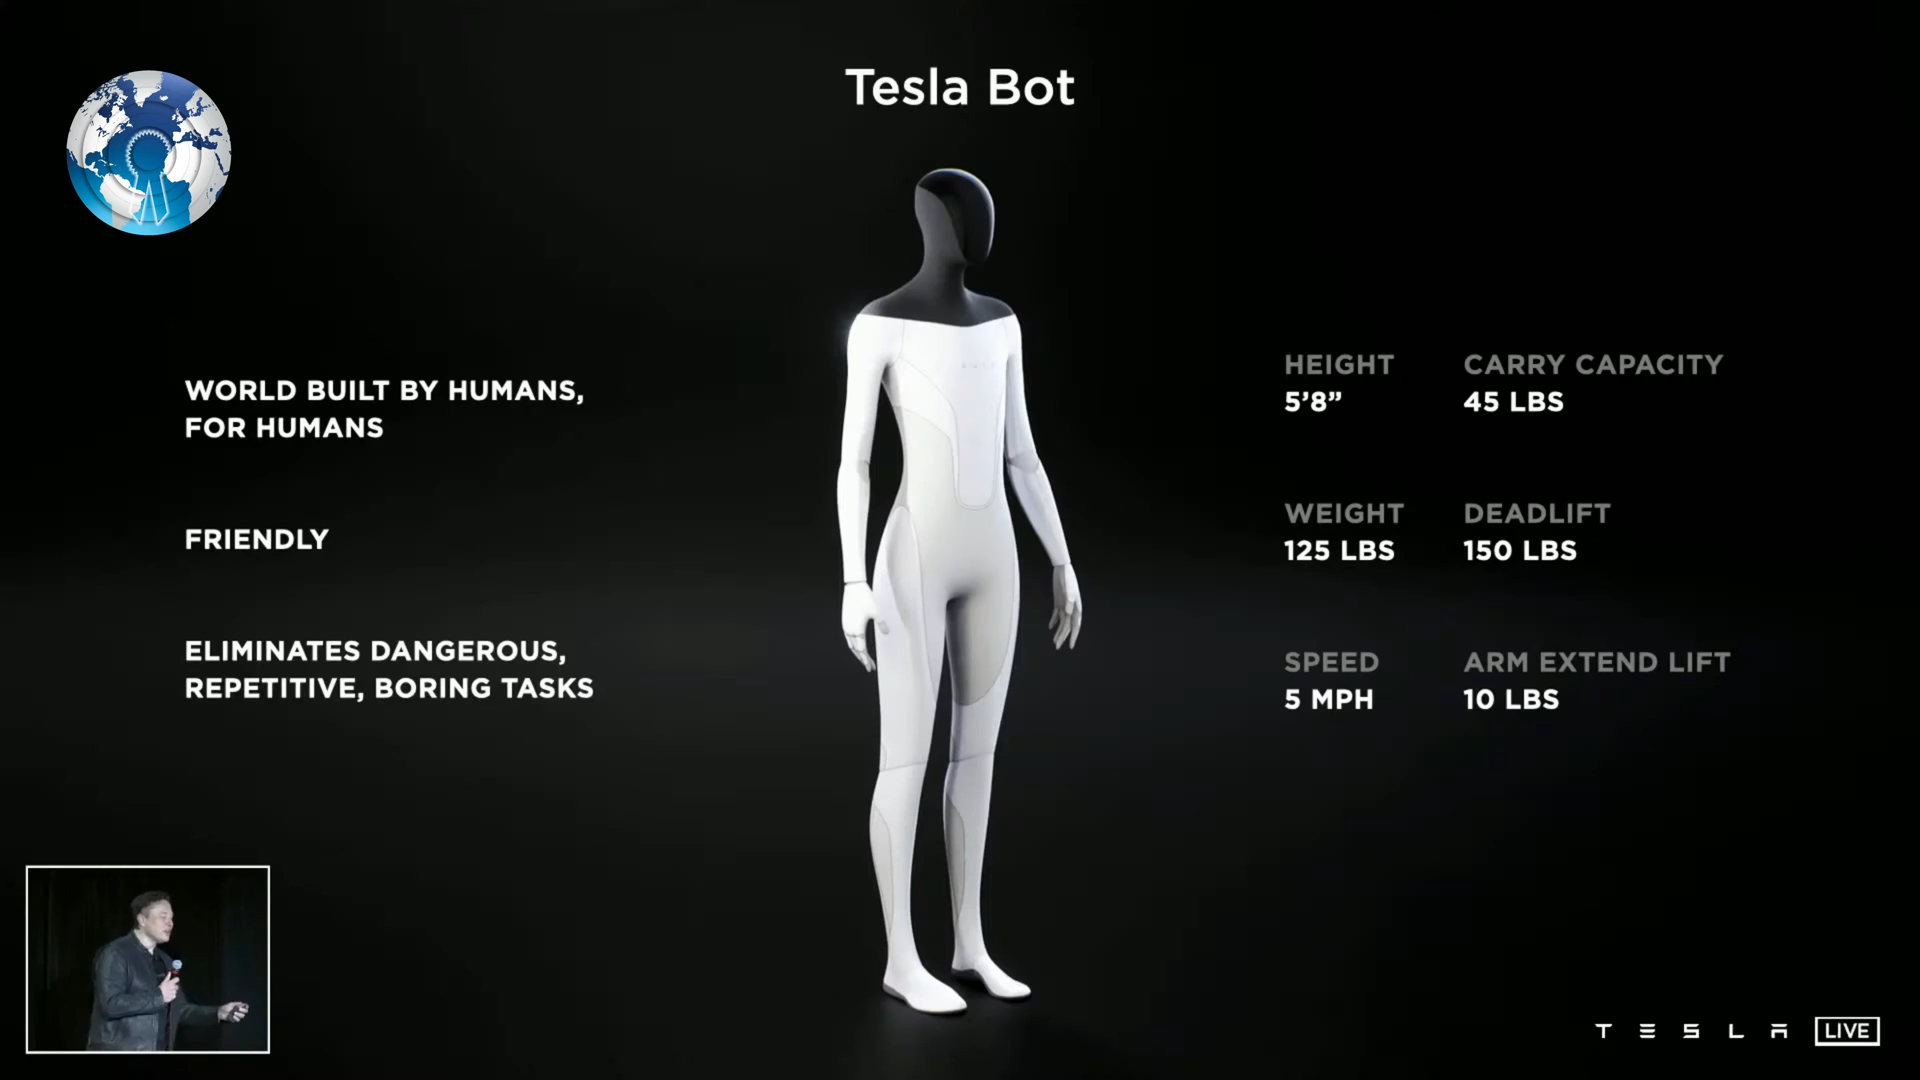 Tesla Bot
WORLD BUILT BY HUMANS,
FOR HUMANS
FRIENDLY
ELIMINATES DANGEROUS,
REPETITIVE, BORING TASKS
HEIGHT
5’8”
CARRY CAPACITY
45 LBS
WEIGHT
125 LBS
DEADLIFT
150 LBS
SPEED
5 MPH
ARM EXTEND LIFT
10 LBS
TESLA LIVE